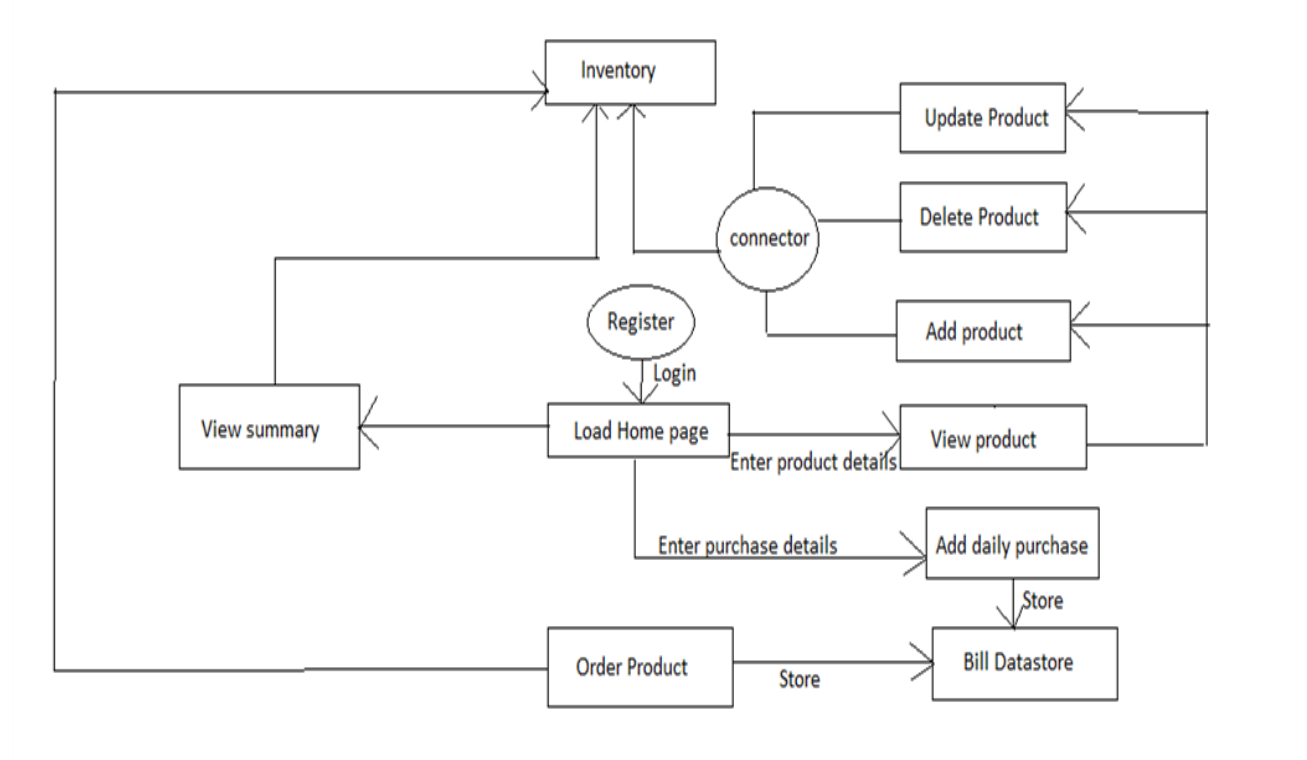 Inventory
Update Product
Delete Product
connector
Add product
Register
Login
View summary
Load Home page
View product
Enter product details
Enter purchase details
Add daily purchase
Store
Order Product
Bill Datastore
Store